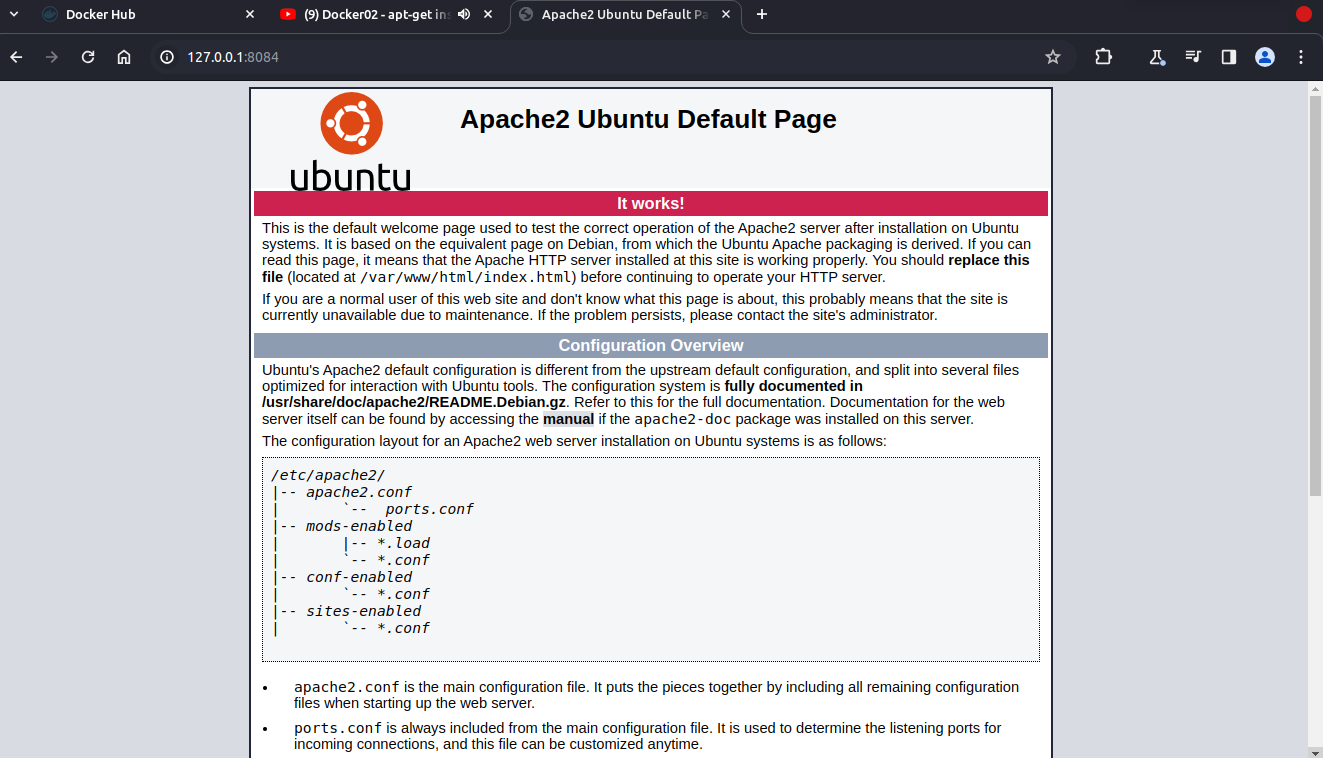 Docker Hub
(9) Docker02 - apt-get ins
Apache2 Ubuntu Default Pa
127.0.0.1:8084
ubuntu
Apache2 Ubuntu Default Page
It works!
This is the default welcome page used to test the correct operation of the Apache2 server after installation on Ubuntu
systems. It is based on the equivalent page on Debian, from which the Ubuntu Apache packaging is derived. If you can
read this page, it means that the Apache HTTP server installed at this site is working properly. You should replace this
file (located at /var/www/html/index.html) before continuing to operate your HTTP server.
If you are a normal user of this web site and don't know what this page is about, this probably means that the site is
currently unavailable due to maintenance. If the problem persists, please contact the site's administrator.
Configuration Overview
Ubuntu's Apache2 default configuration is different from the upstream default configuration, and split into several files
optimized for interaction with Ubuntu tools. The configuration system is fully documented in
/usr/share/doc/apache2/README.Debian.gz. Refer to this for the full documentation. Documentation for the web
server itself can be found by accessing the manual if the apache2-doc package was installed on this server.
The configuration layout for an Apache2 web server installation on Ubuntu systems is as follows:
/etc/apache2/
|-- apache2.conf
|       `--  ports.conf
|-- mods-enabled
|       |-- *.load
|       `-- *.conf
|-- conf-enabled
|       `-- *.conf
|-- sites-enabled
|       `-- *.conf
• apache2.conf is the main configuration file. It puts the pieces together by including all remaining configuration
files when starting up the web server.
• ports.conf is always included from the main configuration file. It is used to determine the listening ports for
incoming connections, and this file can be customized anytime.